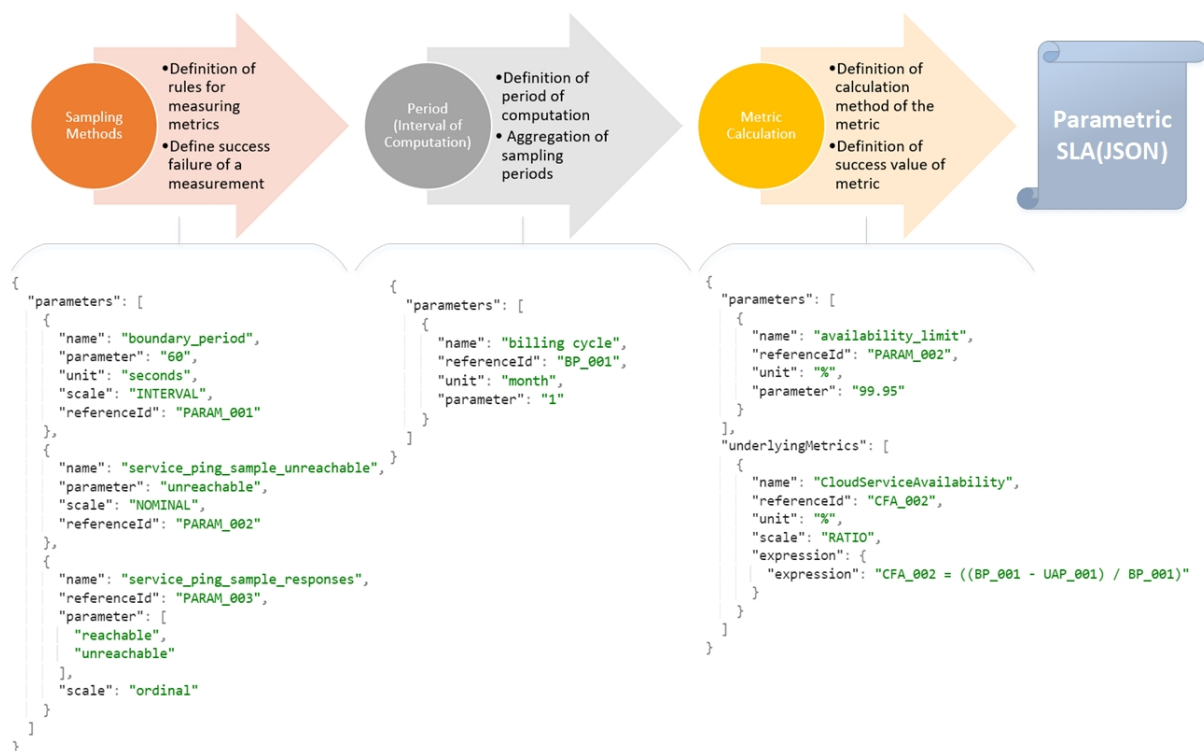 Sampling
Methods
•Definition of
rules for
measuring
metrics
•Define success
failure of a
measurement
Period
(Interval of
Computation)
•Definition of
period of
computation
• Aggregation of
sampling
periods
Metric
Calculation
•Definition of
calculation
method of the
metric
•Definition of
success value of
metric
Parametric
SLA(JSON)
{
"parameters": [
{
"name": "boundary_period",
"parameter": "60",
"unit": "seconds",
"scale": "INTERVAL",
"referenceId": "PARAM_001"
},
{
"name": "service_ping_sample_unreachable",
"parameter": "unreachable",
"scale": "NOMINAL",
"referenceId": "PARAM_002"
},
{
"name": "service_ping_sample_responses",
"referenceId": "PARAM_003",
"parameter": [
"reachable",
"unreachable"
],
"scale": "ordinal"
}
]
}
{
"parameters": [
{
"name": "billing cycle",
"referenceId": "BP_001",
"unit": "month",
"parameter": "1"
}
]
}
{
"parameters": [
{
"name": "availability_limit",
"referenceId": "PARAM_002",
"unit": "%",
"parameter": "99.95"
}
],
"underlyingMetrics": [
{
"name": "CloudServiceAvailability",
"referenceId": "CFA_002",
"unit": "%",
"scale": "RATIO",
"expression": {
"expression": "CFA_002 = ((BP_001 - UAP_001) / BP_001)"
}
}
]
}